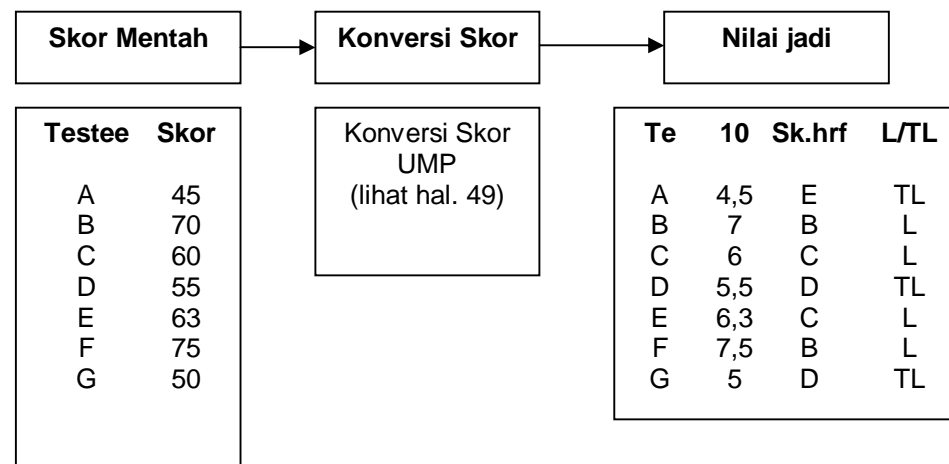 Skor Mentah
Konversi Skor
Nilai jadi
Testee Skor
A 45
B 70
C 60
D 55
E 63
F 75
G 50
Konversi Skor
UMP
(lihat hal. 49)
Te 10 Sk.hrf L/TL
A 4,5 E TL
B 7 B L
C 6 C L
D 5,5 D TL
E 6,3 C L
F 7,5 B L
G 5 D TL